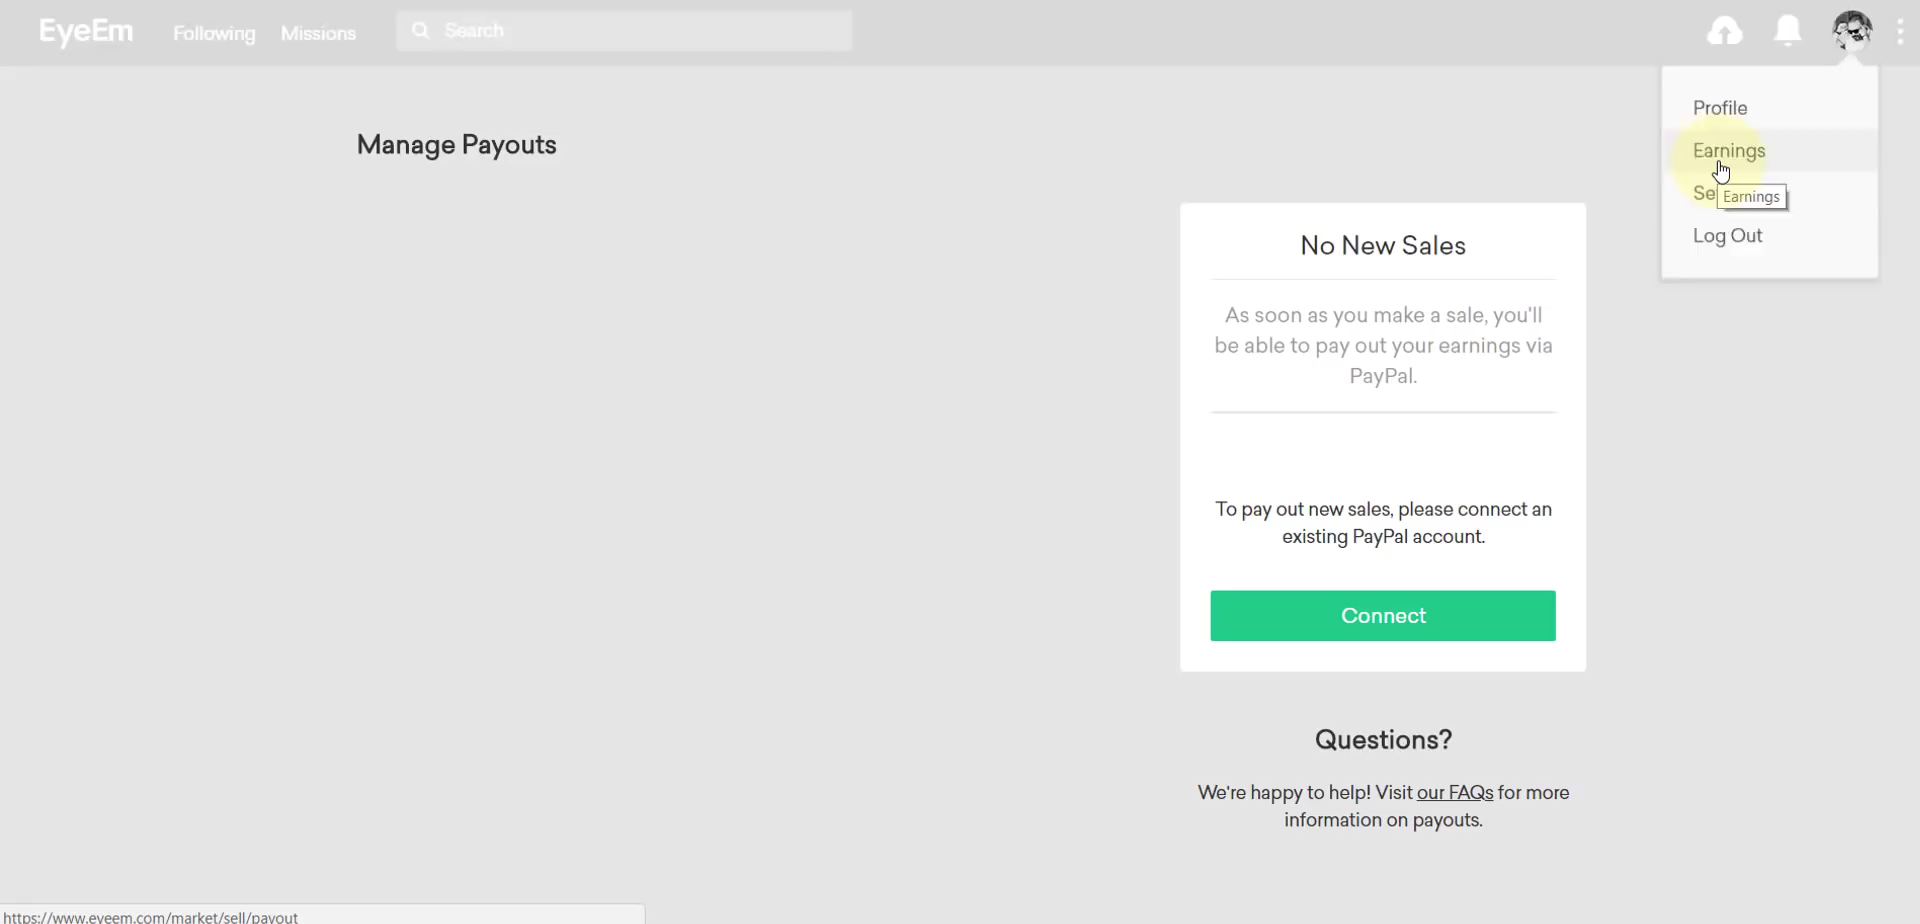 EyeEm
Following
Missions
Search
Profile
Earnings
Se
Earnings
Log Out
Manage Payouts
No New Sales
As soon as you make a sale, you'll
be able to pay out your earnings via
PayPal.
To pay out new sales, please connect an
existing PayPal account.
Connect
Questions?
We're happy to help! Visit our FAQs for more
information on payouts.
https://www.eyeem.com/market/sell/payout